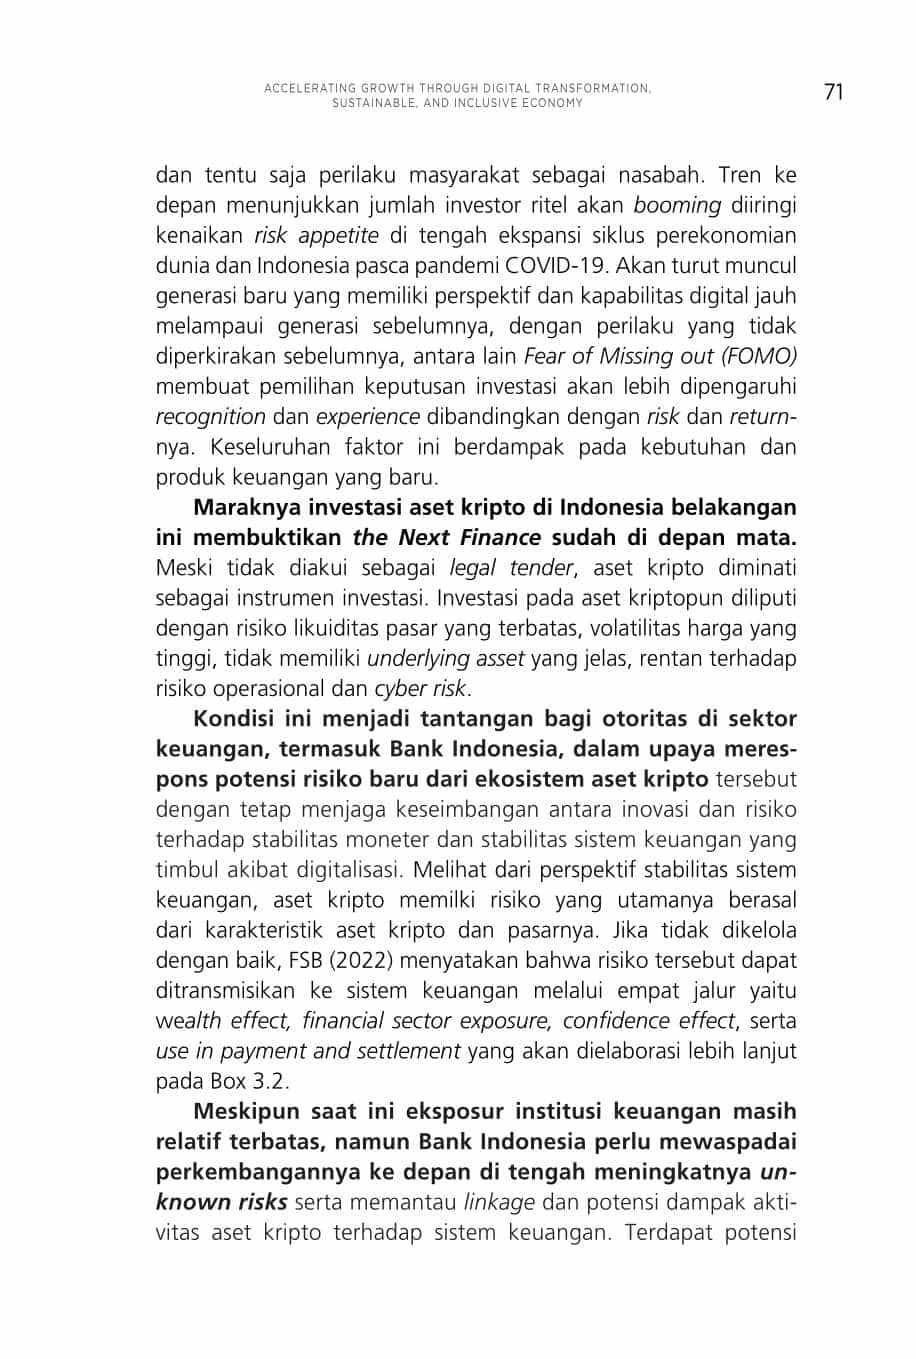 ACCELERATING GROWTH THROUGH DIGITAL TRANSFORMATION,
SUSTAINABLE, AND INCLUSIVE ECONOMY
71
dan tentu saja perilaku masyarakat sebagai nasabah. Tren ke
depan menunjukkan jumlah investor ritel akan booming diiringi
kenaikan risk appetite di tengah ekspansi siklus perekonomian
dunia dan Indonesia pasca pandemi COVID-19. Akan turut muncul
generasi baru yang memiliki perspektif dan kapabilitas digital jauh
melampaui generasi sebelumnya, dengan perilaku yang tidak
diperkirakan sebelumnya, antara lain Fear of Missing out (FOMO)
membuat pemilihan keputusan investasi akan lebih dipengaruhi
recognition dan experience dibandingkan dengan risk dan return-
nya. Keseluruhan faktor ini berdampak pada kebutuhan dan
produk keuangan yang baru.
Maraknya investasi aset kripto di Indonesia belakangan
ini membuktikan the Next Finance sudah di depan mata.
Meski tidak diakui sebagai legal tender, aset kripto diminati
sebagai instrumen investasi. Investasi pada aset kriptopun diliputi
dengan risiko likuiditas pasar yang terbatas, volatilitas harga yang
tinggi, tidak memiliki underlying asset yang jelas, rentan terhadap
risiko operasional dan cyber risk.
Kondisi ini menjadi tantangan bagi otoritas di sektor
keuangan, termasuk Bank Indonesia, dalam upaya meres-
pons potensi risiko baru dari ekosistem aset kripto tersebut
dengan tetap menjaga keseimbangan antara inovasi dan risiko
terhadap stabilitas moneter dan stabilitas sistem keuangan yang
timbul akibat digitalisasi. Melihat dari perspektif stabilitas sistem
keuangan, aset kripto memilki risiko yang utamanya berasal
dari karakteristik aset kripto dan pasarnya. Jika tidak dikelola
dengan baik, FSB (2022) menyatakan bahwa risiko tersebut dapat
ditransmisikan ke sistem keuangan melalui empat jalur yaitu
wealth effect, financial sector exposure, confidence effect, serta
use in payment and settlement yang akan dielaborasi lebih lanjut
pada Box 3.2.
Meskipun saat ini eksposur institusi keuangan masih
relatif terbatas, namun Bank Indonesia perlu mewaspadai
perkembangannya ke depan di tengah meningkatnya un-
known risks serta memantau linkage dan potensi dampak akti-
vitas aset kripto terhadap sistem keuangan. Terdapat potensi